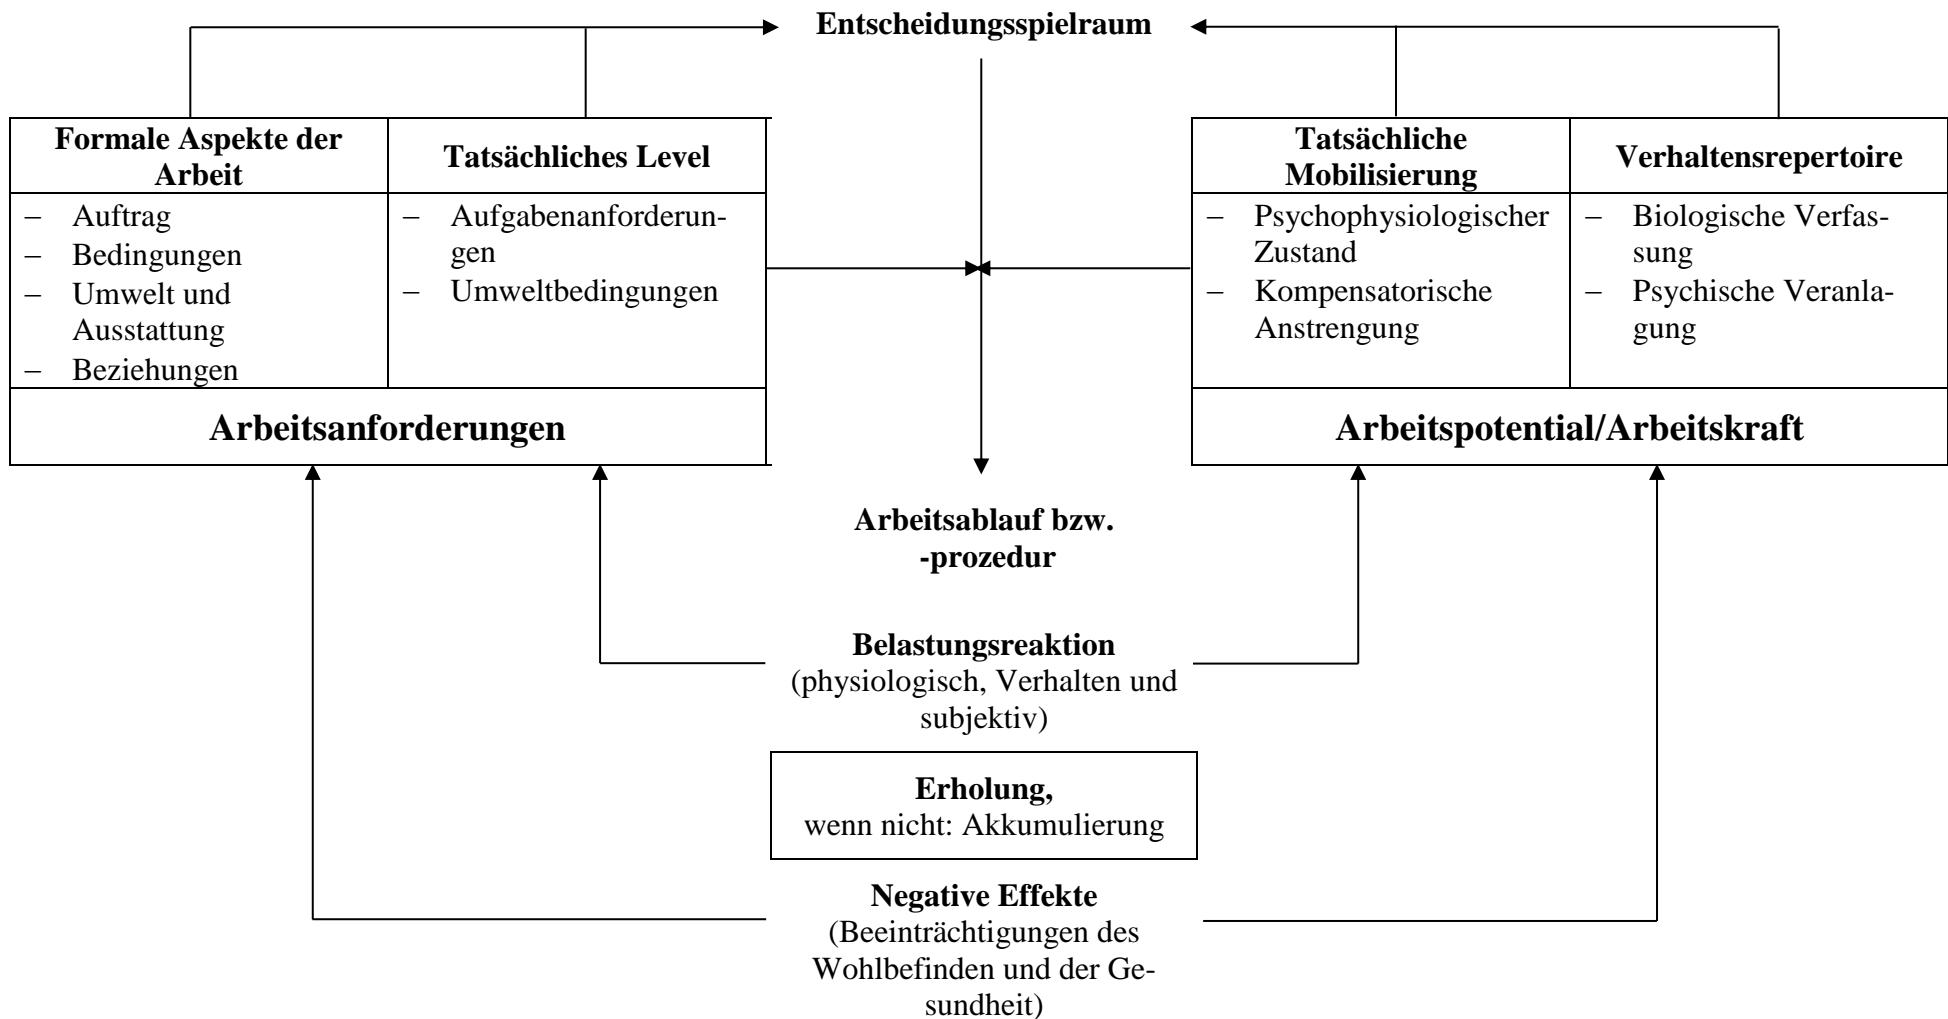 Entscheidungsspielraum
Formale Aspekte der
Arbeit
– Auftrag
– Bedingungen
– Umwelt und
Ausstattung
– Beziehungen
Tatsächliches Level
– Aufgabenanforderun-
gen
– Umweltbedingungen
Arbeitsanforderungen
Tatsächliche
Mobilisierung
– Psychophysiologischer
Zustand
– Kompensatorische
Anstrengung
Verhaltensrepertoire
– Biologische Verfas-
sung
– Psychische Veranla-
gung
Arbeitspotential/Arbeitskraft
Arbeitsablauf bzw.
-prozedur
Belastungsreaktion
(physiologisch, Verhalten und
subjektiv)
Erholung,
wenn nicht: Akkumulierung
Negative Effekte
(Beeinträchtigungen des
Wohlbefinden und der Ge-
sundheit)